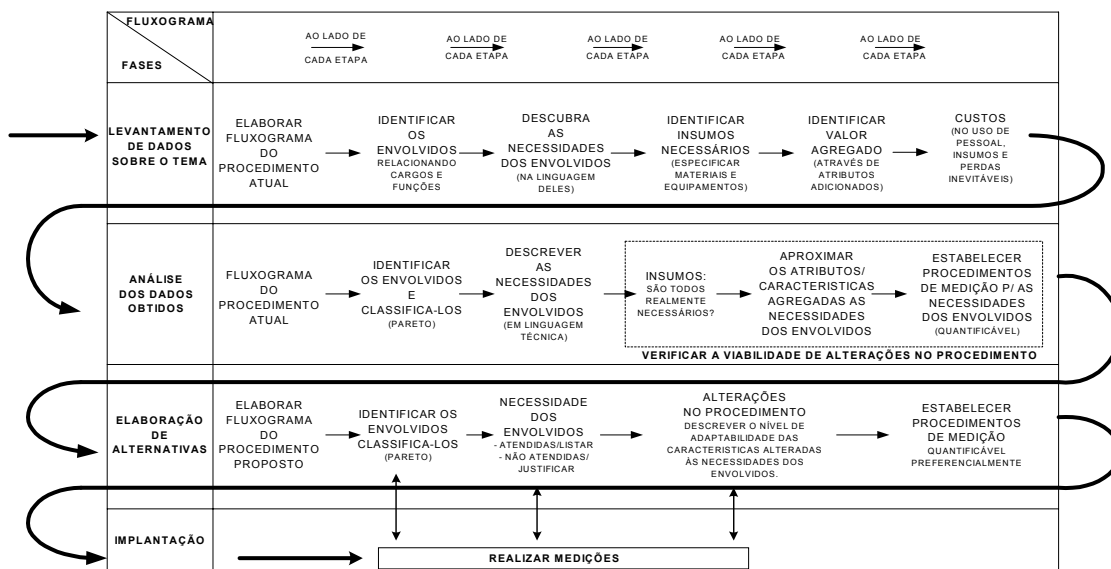 FLUXOGRAMA
FASES
AO LADO DE
CADA ETAPA
AO LADO DE
CADA ETAPA
AO LADO DE
CADA ETAPA
AO LADO DE
CADA ETAPA
AO LADO DE
CADA ETAPA
LEVANTAMENTO
DE DADOS
SOBRE O TEMA
ELABORAR
FLUXOGRAMA
DO
PROCEDIMENTO
ATUAL
IDENTIFICAR
OS
ENVOLVIDOS
RELACIONANDO
CARGOS E
FUNÇÕES
DESCUBRA
AS
NECESSIDADES
DOS ENVOLVIDOS
(NA LINGUAGEM
DELES)
IDENTIFICAR
INSUMOS
NECESSÁRIOS
(ESPECIFICAR
MATERIAIS E
EQUIPAMENTOS)
IDENTIFICAR
VALOR
AGREGADO
(ATRAVÉS DE
ATRIBUTOS
ADICIONADOS)
CUSTOS
(NO USO DE
PESSOAL,
INSUMOS E
PERDAS
INEVITÁVEIS)
ANÁLISE
DOS DADOS
OBTIDOS
FLUXOGRAMA
DO
PROCEDIMENTO
ATUAL
IDENTIFICAR
OS ENVOLVIDOS
E
CLASSIFICA-LOS
(PARETO)
DESCREVER
AS
NECESSIDADES
DOS
ENVOLVIDOS
(EM LINGUAGEM
TÉCNICA)
INSUMOS:
SÃO TODOS
REALMENTE
NECESSÁRIOS?
APROXIMAR
OS ATRIBUTOS/
CARACTERISTICAS
AGREGADAS AS
NECESSIDADES
DOS ENVOLVIDOS
ESTABELECER
PROCEDIMENTOS
DE MEDIÇÃO P/ AS
NECESSIDADES
DOS ENVOLVIDOS
(QUANTIFICÁVEL)
VERIFICAR A VIABILIDADE DE ALTERAÇÕES NO PROCEDIMENTO
ELABORAÇÃO
DE
ALTERNATIVAS
ELABORAR
FLUXOGRAMA
DO
PROCEDIMENTO
PROPOSTO
IDENTIFICAR OS
ENVOLVIDOS
CLASSIFICA-LOS
(PARETO)
NECESSIDADE
DOS
ENVOLVIDOS
- ATENDIDAS/LISTAR
- NÃO ATENDIDAS/
JUSTIFICAR
ALTERAÇÕES
NO PROCEDIMENTO
DESCREVER O NÍVEL DE
ADAPTABILIDADE DAS
CARACTERISTICAS ALTERADAS
ÀS NECESSIDADES DOS
ENVOLVIDOS.
ESTABELECER
PROCEDIMENTOS
DE MEDIÇÃO
QUANTIFICÁVEL
PREFERENCIALMENTE
IMPLANTAÇÃO
REALIZAR MEDIÇÕES